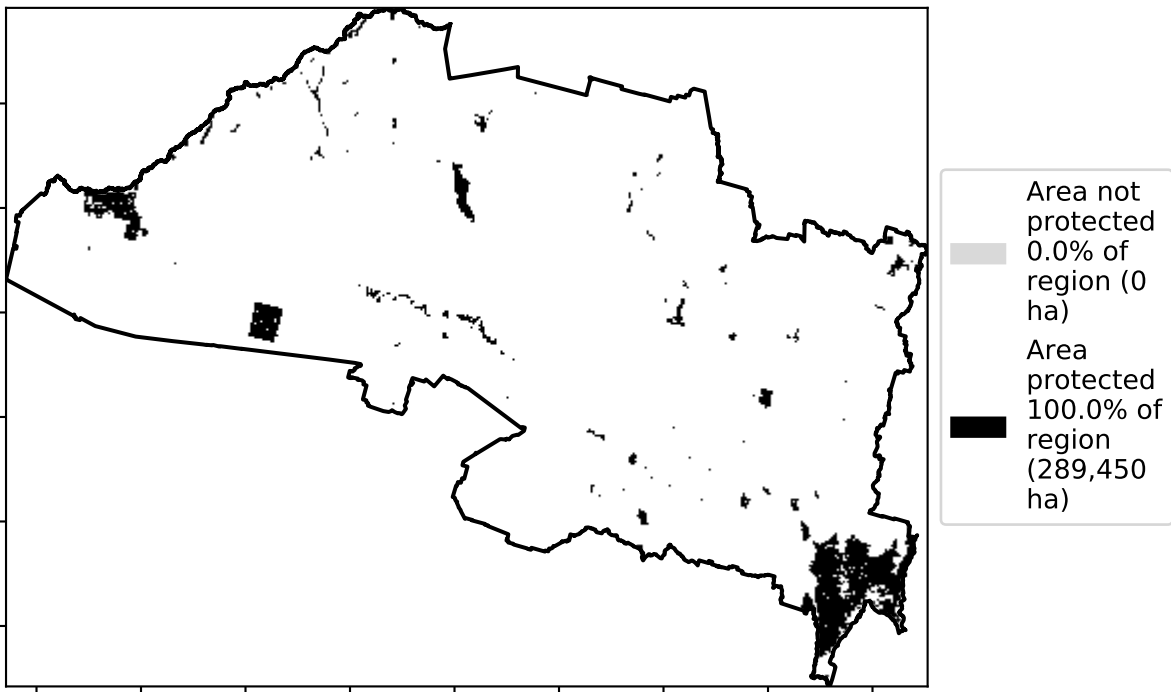 Area not
protected
0.0% of
region (0
ha)
Area
protected
100.0% of
region
(289,450
ha)